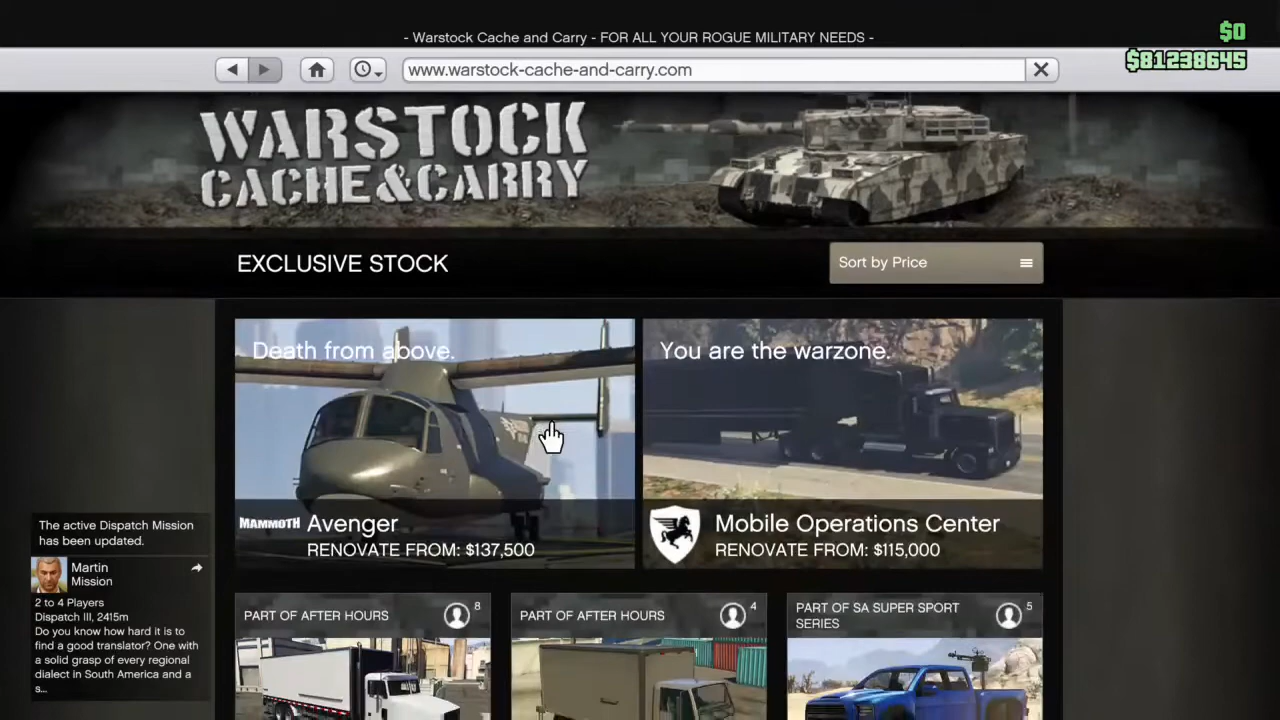 - Warstock Cache and Carry - FOR ALL YOUR ROGUE MILITARY NEEDS -
$0
$81238645
www.warstock-cache-and-carry.com
WARSTOCK
CACHE&CARRY
EXCLUSIVE STOCK
Sort by Price
Death from above.
MAMMOTH Avenger
RENOVATE FROM: $137,500
You are the warzone.
Mobile Operations Center
RENOVATE FROM: $115,000
The active Dispatch Mission
has been updated.
Martin
Mission
2 to 4 Players
Dispatch III, 2415m
Do you know how hard it is to
find a good translator? One with
a solid grasp of every regional
dialect in South America and a
s...
PART OF AFTER HOURS 8
PART OF AFTER HOURS 4
PART OF SA SUPER SPORT
SERIES
5